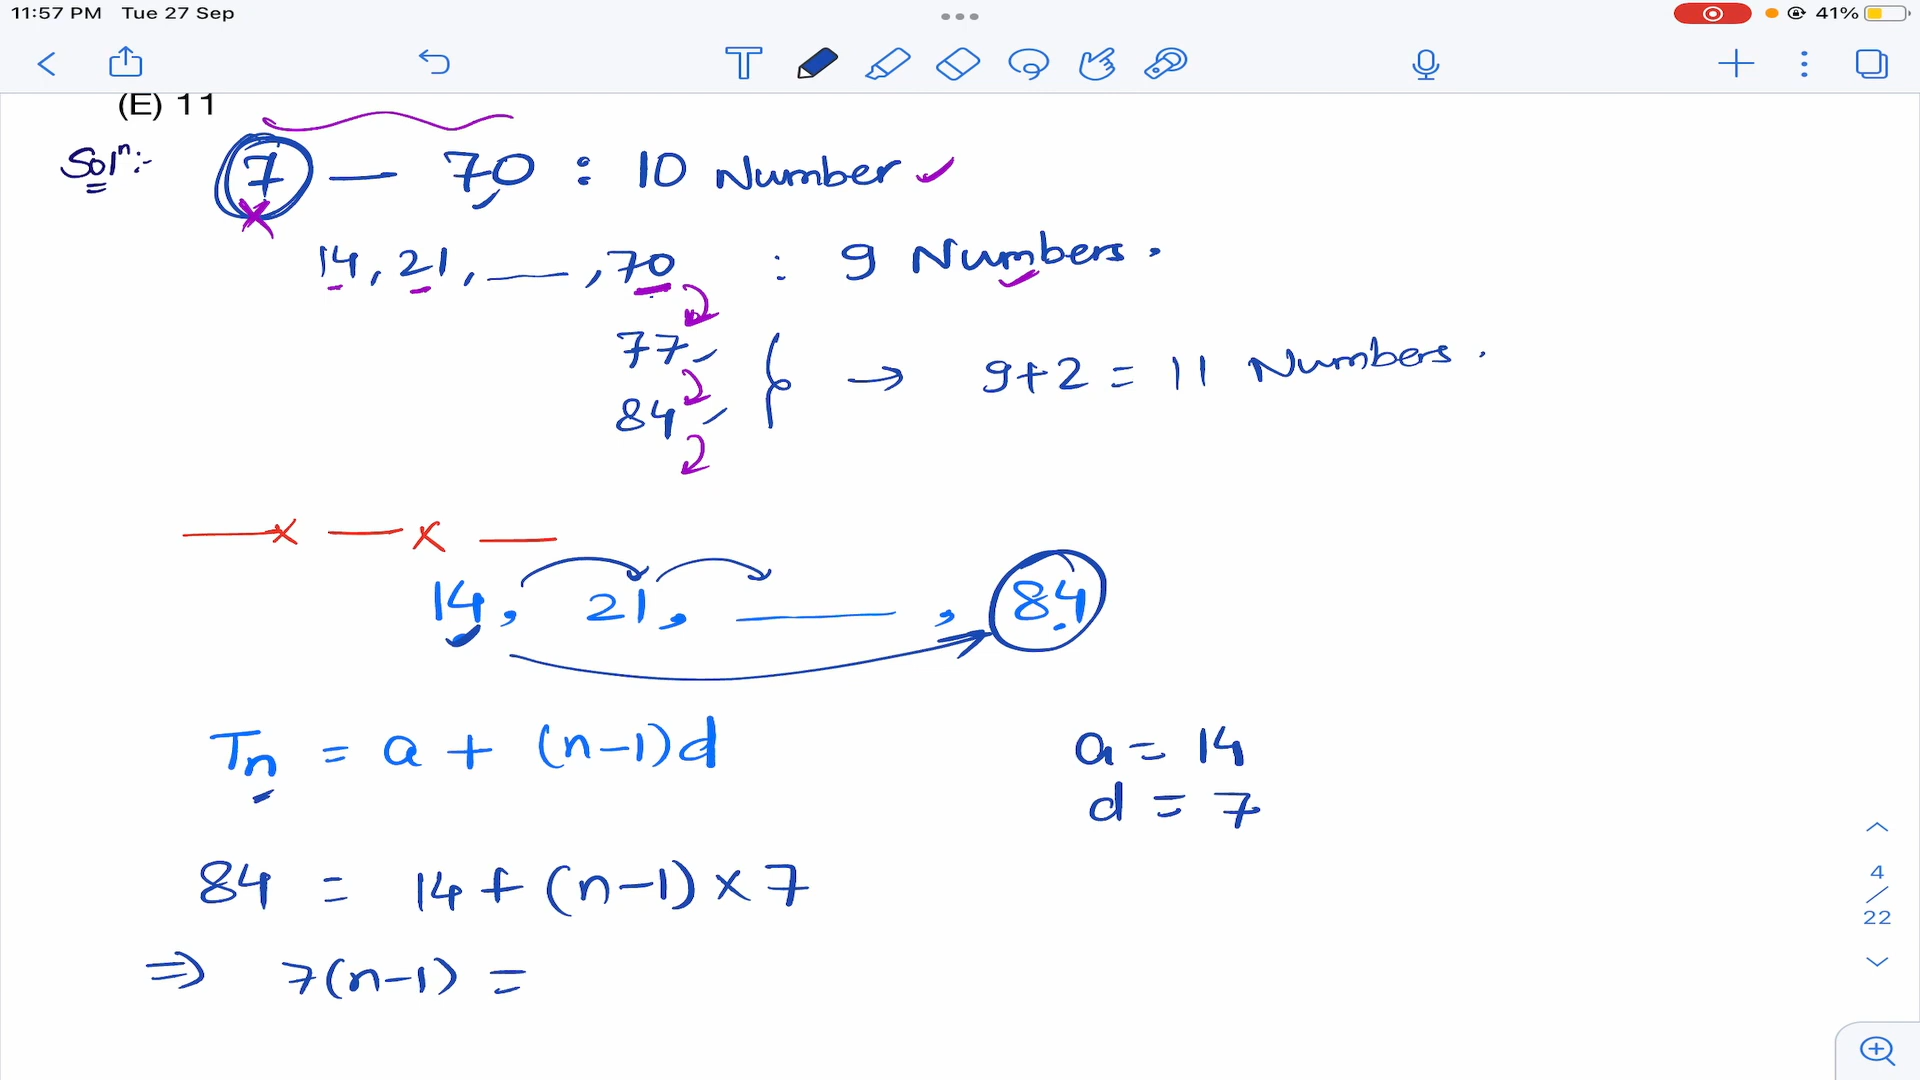 11:57 PM Tue 27 Sep
41%
(E) 11
Solⁿ:-
7 — 70 : 10 Number
14, 21, —, 70 : 9 Numbers.
77
84
→ 9+2 = 11 Numbers.
14, 21, —, 84
Tn = a + (n-1)d
a = 14
d = 7
84 = 14 + (n-1) × 7
⇒ 7(n-1) =
4
22